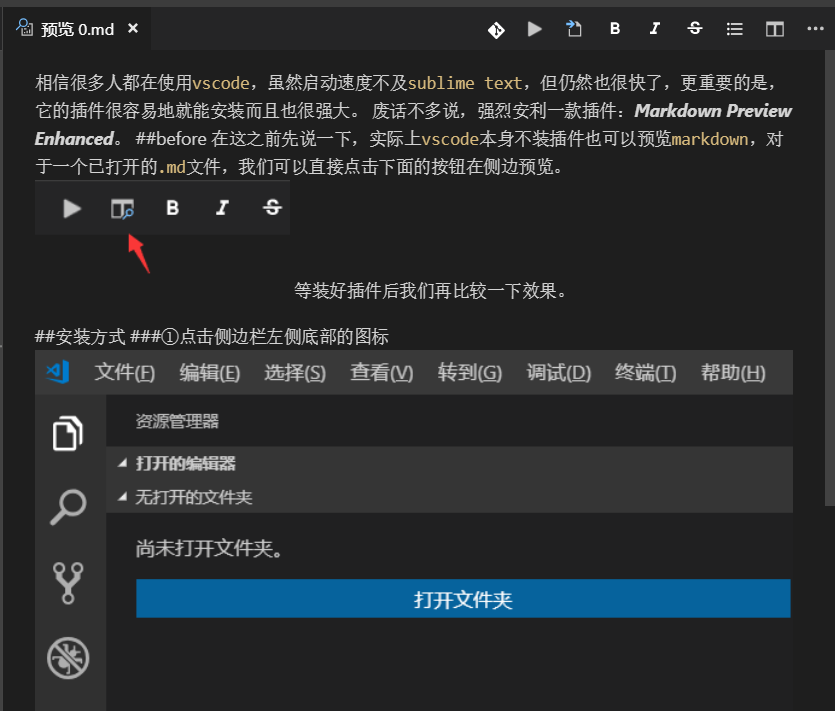 预览 0.md ×
B I S
相信很多人都在使用vscode，虽然启动速度不及sublime text，但仍然也很快了，更重要的是，
它的插件很容易地就能安装而且也很强大。 废话不多说，强烈安利一款插件：Markdown Preview
Enhanced。 ##before 在这之前先说一下，实际上vscode本身不装插件也可以预览markdown，对
于一个已打开的.md文件，我们可以直接点击下面的按钮在侧边预览。
B I S
等装好插件后我们再比较一下效果。
##安装方式 ###①点击侧边栏左侧底部的图标
文件(F) 编辑(E) 选择(S) 查看(V) 转到(G) 调试(D) 终端(T) 帮助(H)
资源管理器
打开的编辑器
无打开的文件夹
尚未打开文件夹。
打开文件夹